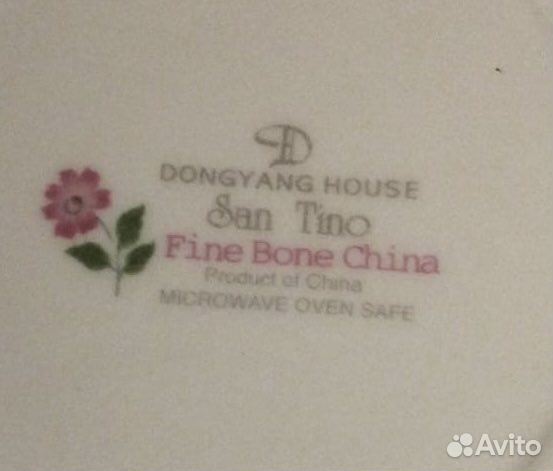 DONGYANG HOUSE
San Tino
Fine Bone China
Product of China
MICROWAVE OVEN SAFE
Avito